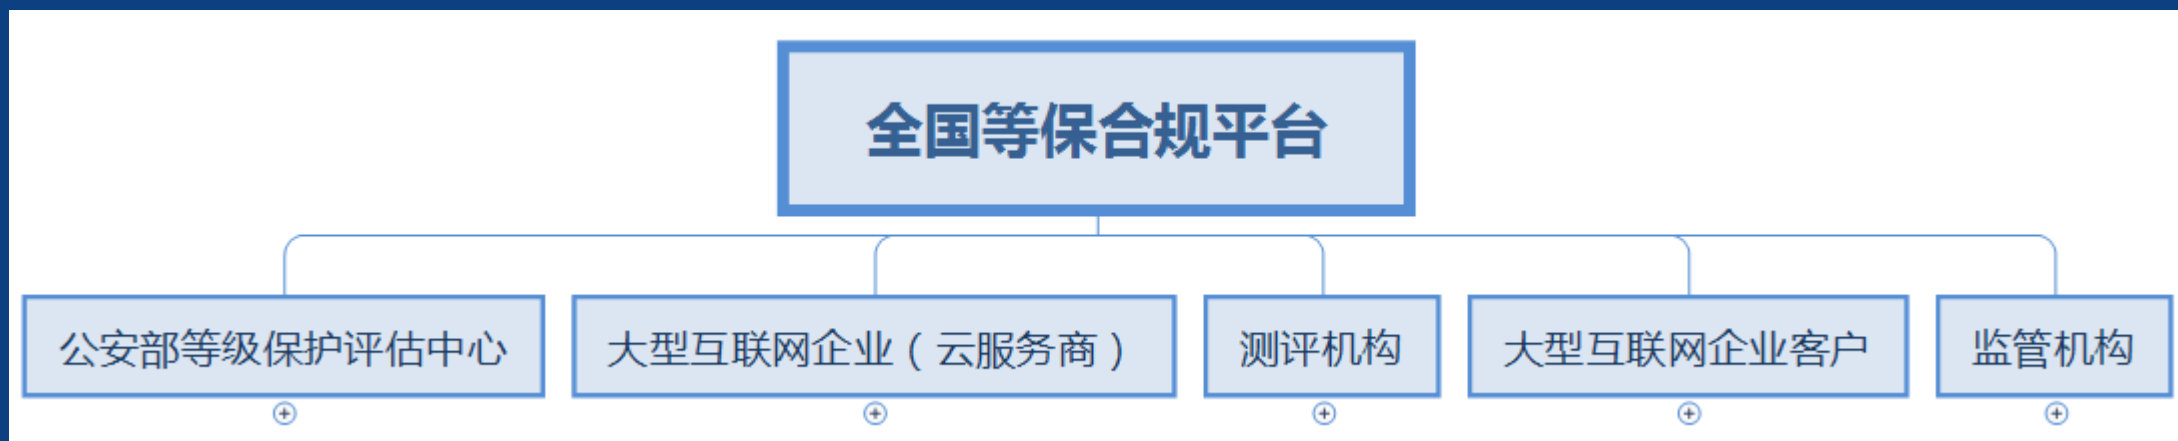 全国等保合规平台
公安部等级保护评估中心
大型互联网企业（云服务商）
测评机构
大型互联网企业客户
监管机构